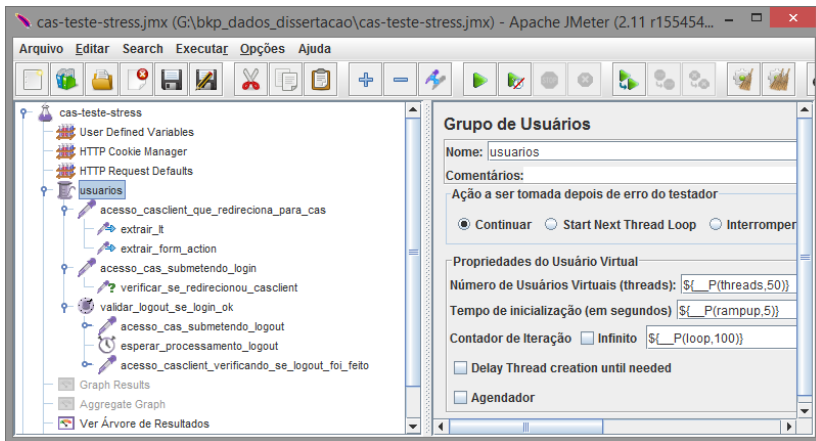 cas-teste-stress.jmx (G:\bkp_dados_dissertacao\cas-teste-stress.jmx) - Apache JMeter (2.11 r155454...
Arquivo Editar Search Executar Opções Ajuda
cas-teste-stress
User Defined Variables
HTTP Cookie Manager
HTTP Request Defaults
usuarios
acesso_casclient_que_redireciona_para_cas
extrair_lt
extrair_form_action
acesso_cas_submetendo_login
verificar_se_redirecionou_casclient
validar_logout_se_login_ok
acesso_cas_submetendo_logout
esperar_processamento_logout
acesso_casclient_verificando_se_logout_foi_feito
Graph Results
Aggregate Graph
Ver Árvore de Resultados
Grupo de Usuários
Nome: usuarios
Comentários:
Ação a ser tomada depois de erro do testador
Continuar Start Next Thread Loop Interromper
Propriedades do Usuário Virtual
Número de Usuários Virtuais (threads): ${__P(threads,50)}
Tempo de inicialização (em segundos) ${__P(rampup,5)}
Contador de Iteração Infinito ${__P(loop,100)}
Delay Thread creation until needed
Agendador